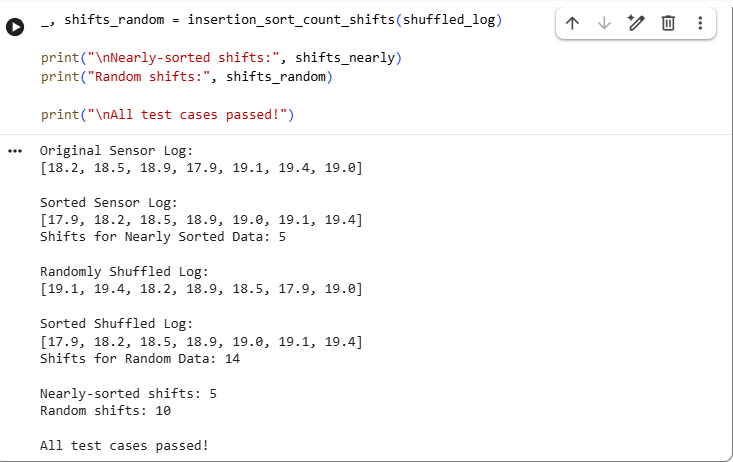 _, shifts_random = insertion_sort_count_shifts(shuffled_log)
print("\nNearly-sorted shifts:", shifts_nearly)
print("Random shifts:", shifts_random)
print("\nAll test cases passed!")
Original Sensor Log:
[18.2, 18.5, 18.9, 17.9, 19.1, 19.4, 19.0]
Sorted Sensor Log:
[17.9, 18.2, 18.5, 18.9, 19.0, 19.1, 19.4]
Shifts for Nearly Sorted Data: 5
Randomly Shuffled Log:
[19.1, 19.4, 18.2, 18.9, 18.5, 17.9, 19.0]
Sorted Shuffled Log:
[17.9, 18.2, 18.5, 18.9, 19.0, 19.1, 19.4]
Shifts for Random Data: 14
Nearly-sorted shifts: 5
Random shifts: 10
All test cases passed!